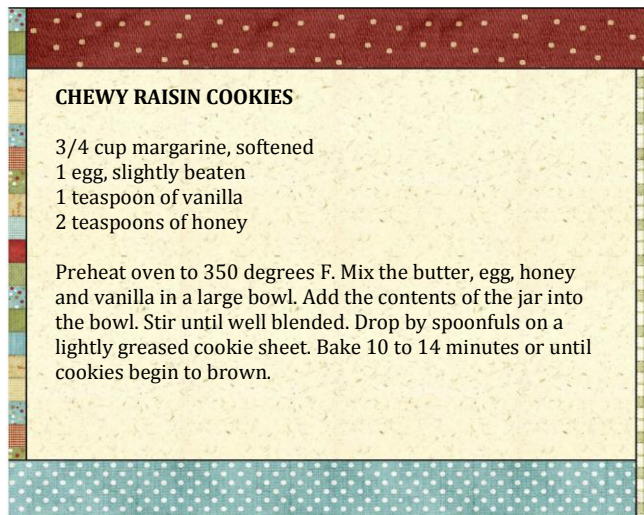 CHEWY RAISIN COOKIES
3/4 cup margarine, softened
1 egg, slightly beaten
1 teaspoon of vanilla
2 teaspoons of honey
Preheat oven to 350 degrees F. Mix the butter, egg, honey
and vanilla in a large bowl. Add the contents of the jar into
the bowl. Stir until well blended. Drop by spoonfuls on a
lightly greased cookie sheet. Bake 10 to 14 minutes or until
cookies begin to brown.